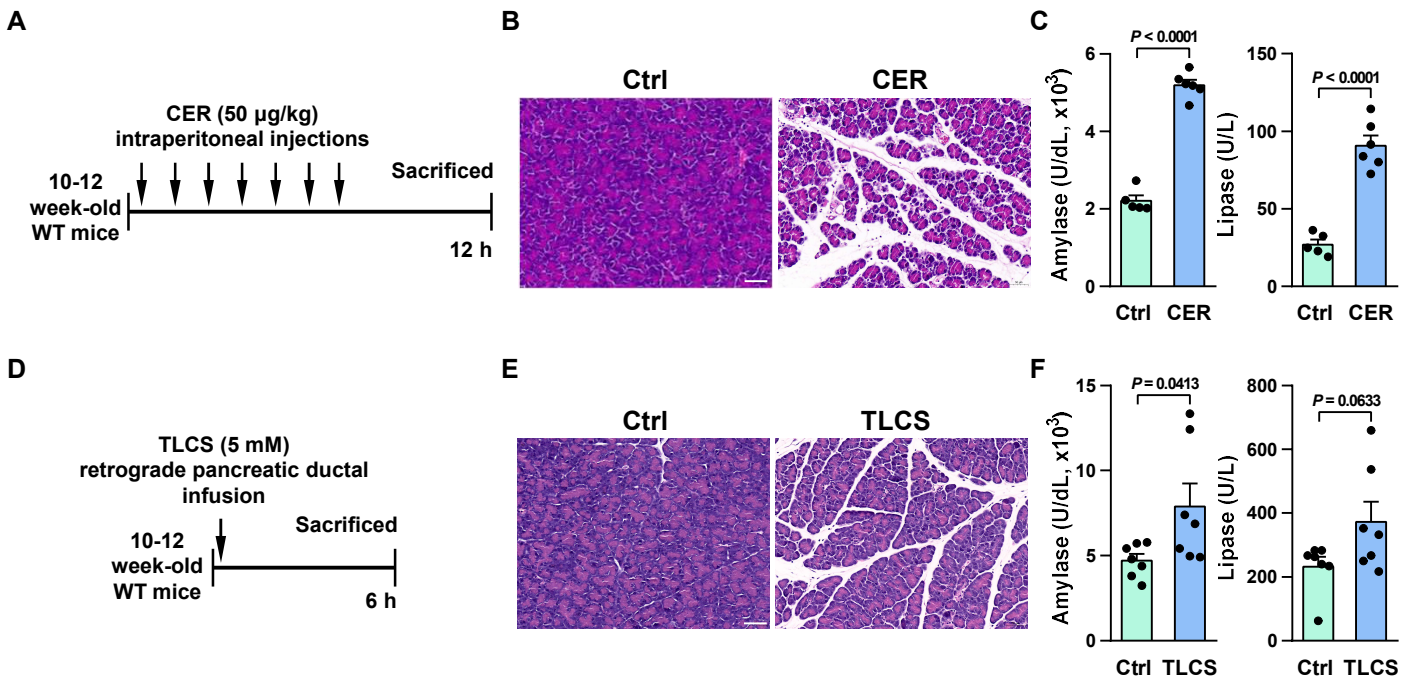 A
CER (50 µg/kg)
intraperitoneal injections
10-12
week-old
WT mice
Sacrificed
12 h
B
Ctrl
CER
C
P < 0.0001
Amylase (U/dL, x10³)
6
4
2
0
Ctrl
CER
P < 0.0001
Lipase (U/L)
150
100
50
0
Ctrl
CER
D
TLCS (5 mM)
retrograde pancreatic ductal
infusion
10-12
week-old
WT mice
Sacrificed
6 h
E
Ctrl
TLCS
F
P = 0.0413
Amylase (U/dL, x10³)
15
10
5
0
Ctrl
TLCS
P = 0.0633
Lipase (U/L)
800
600
400
200
0
Ctrl
TLCS